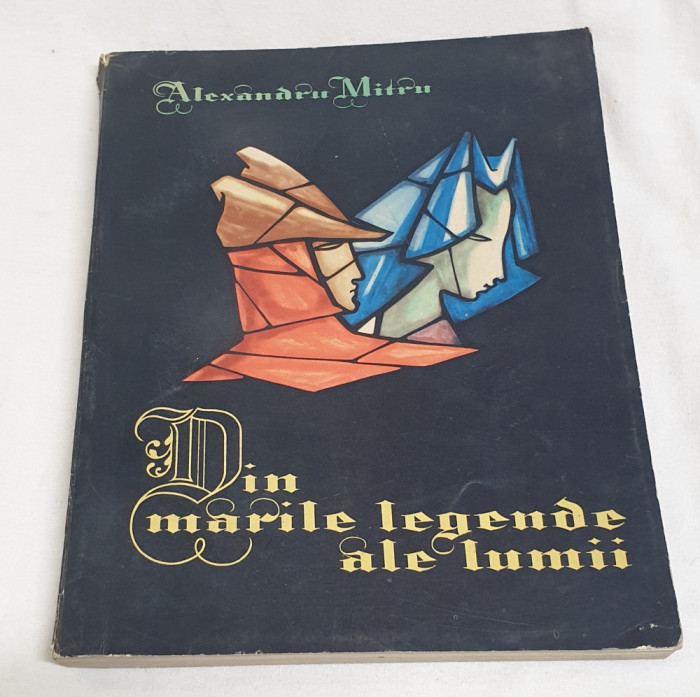 Alexandru Mitru
Din
marile legende
ale lumii